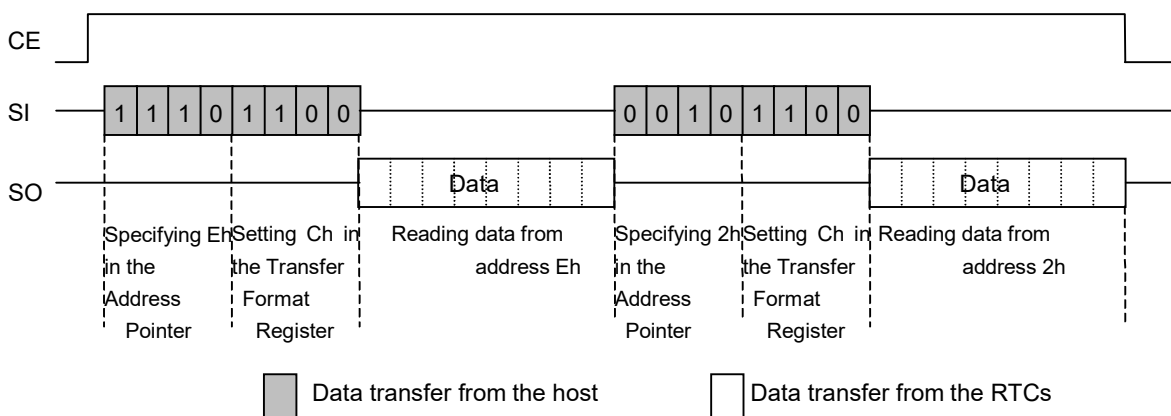 CE
SI
1 1 1 0 1 1 0 0
0 0 1 0 1 1 0 0
SO
Data
Data
Specifying Eh
in the
Address
Pointer
Setting Ch in
the Transfer
Format
Register
Reading data from
address Eh
Specifying 2h
in the
Address
Pointer
Setting Ch in
the Transfer
Format
Register
Reading data from
address 2h
Data transfer from the host
Data transfer from the RTCs